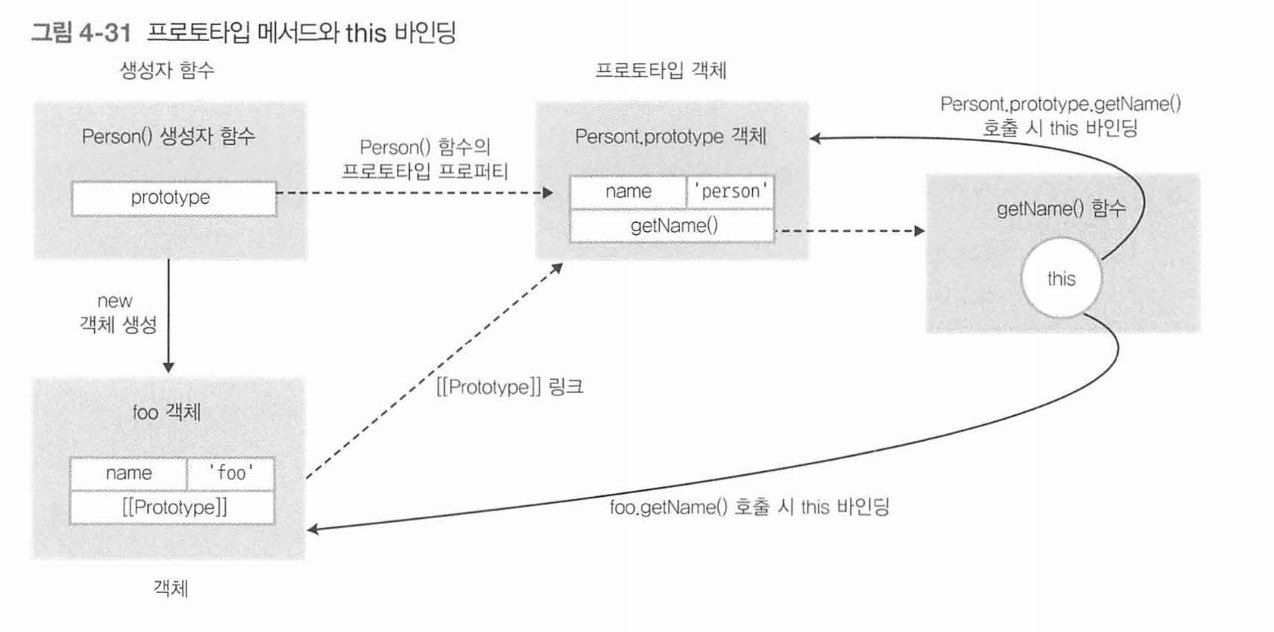 그림 4-31 프로토타입 메서드와 this 바인딩
생성자 함수
프로토타입 객체
Person() 생성자 함수
prototype
Person() 함수의
프로토타입 프로퍼티
Persont.prototype 객체
name
'person'
getName()
Persont.prototype.getName()
호출 시 this 바인딩
getName() 함수
this
new
객체 생성
[[Prototype]] 링크
foo 객체
name
'foo'
[[Prototype]]
foo.getName() 호출 시 this 바인딩
객체